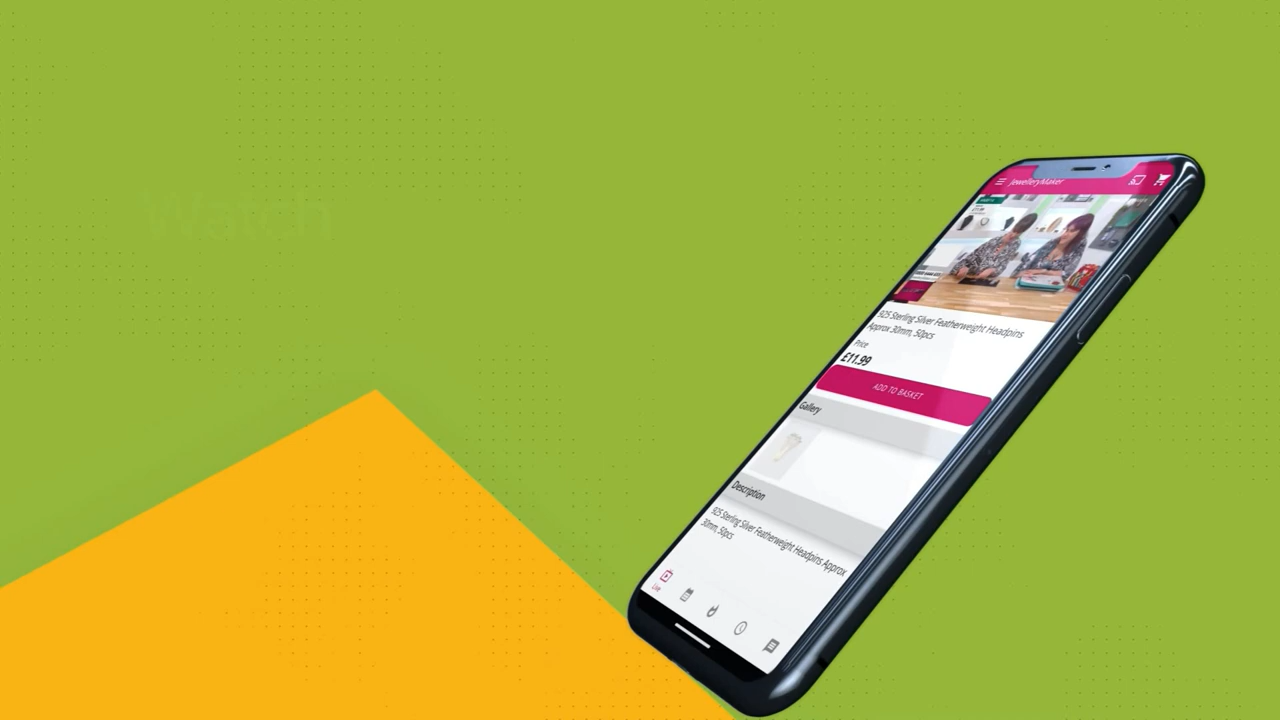 Watch
JewelleryMaker
925 Sterling Silver Featherweight Headpins
Approx 30mm, 50pcs
Price
£11.99
ADD TO BASKET
Gallery
Description
925 Sterling Silver Featherweight Headpins Approx
30mm, 50pcs
Live